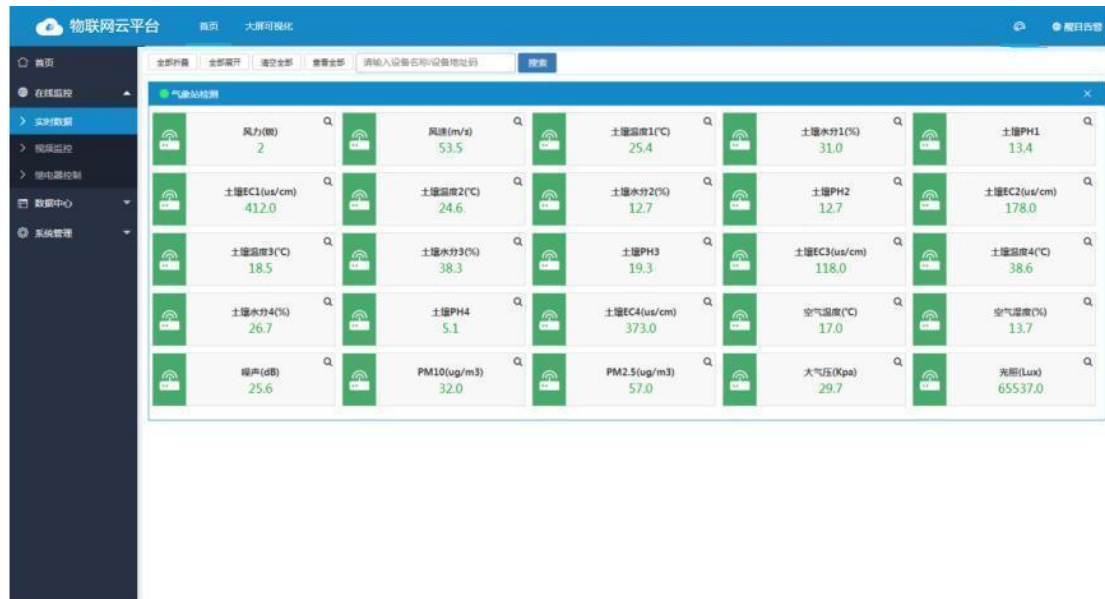 物联网云平台 首页 大屏可视化 醒目告警
首页 全部折叠 全部展开 清空全部 查看全部 请输入设备名称/设备地址码 搜索
在线监控
气象站检测
实时数据
视频监控
继电器控制
数据中心
系统管理
风力(级) 风速(m/s) 土壤温度1(℃) 土壤水分1(%) 土壤PH1
2 53.5 25.4 31.0 13.4
土壤EC1(us/cm) 土壤温度2(℃) 土壤水分2(%) 土壤PH2 土壤EC2(us/cm)
412.0 24.6 12.7 12.7 178.0
土壤温度3(℃) 土壤水分3(%) 土壤PH3 土壤EC3(us/cm) 土壤温度4(℃)
18.5 38.3 19.3 118.0 38.6
土壤水分4(%) 土壤PH4 土壤EC4(us/cm) 空气温度(℃) 空气湿度(%)
26.7 5.1 373.0 17.0 13.7
噪声(dB) PM10(ug/m3) PM2.5(ug/m3) 大气压(Kpa) 光照(Lux)
25.6 32.0 57.0 29.7 65537.0